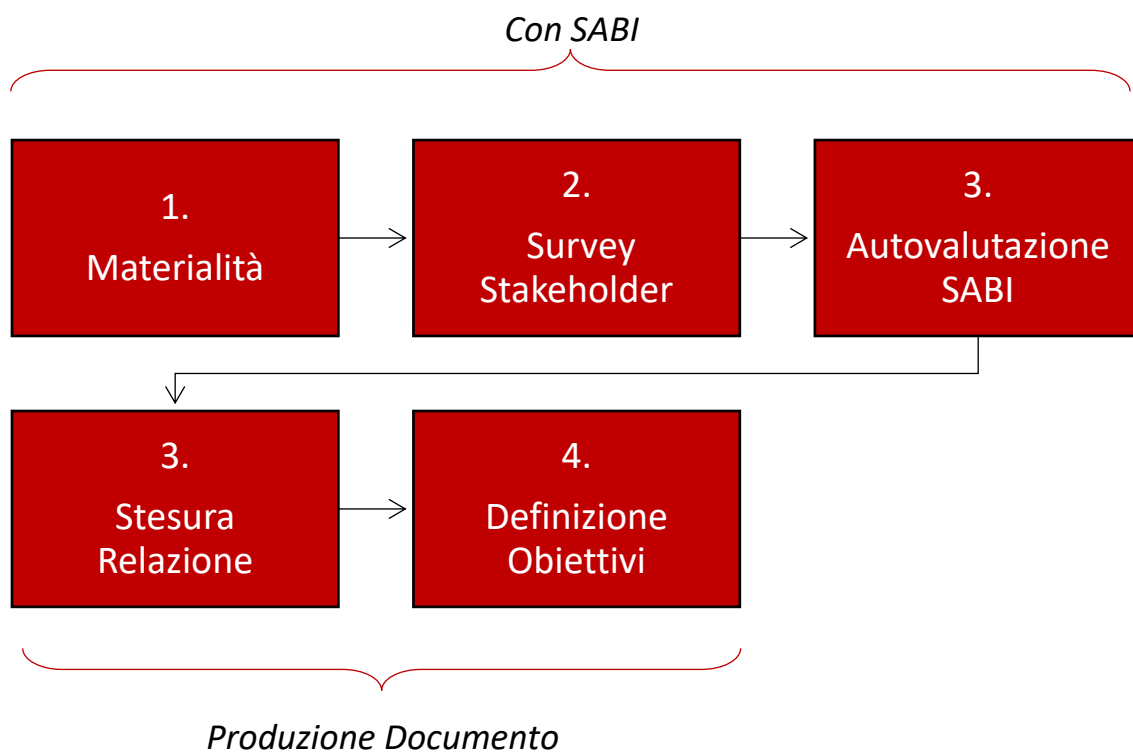 Con SABI
1.
Materialità
2.
Survey
Stakeholder
3.
Autovalutazione
SABI
3.
Stesura
Relazione
4.
Definizione
Obiettivi
Produzione Documento